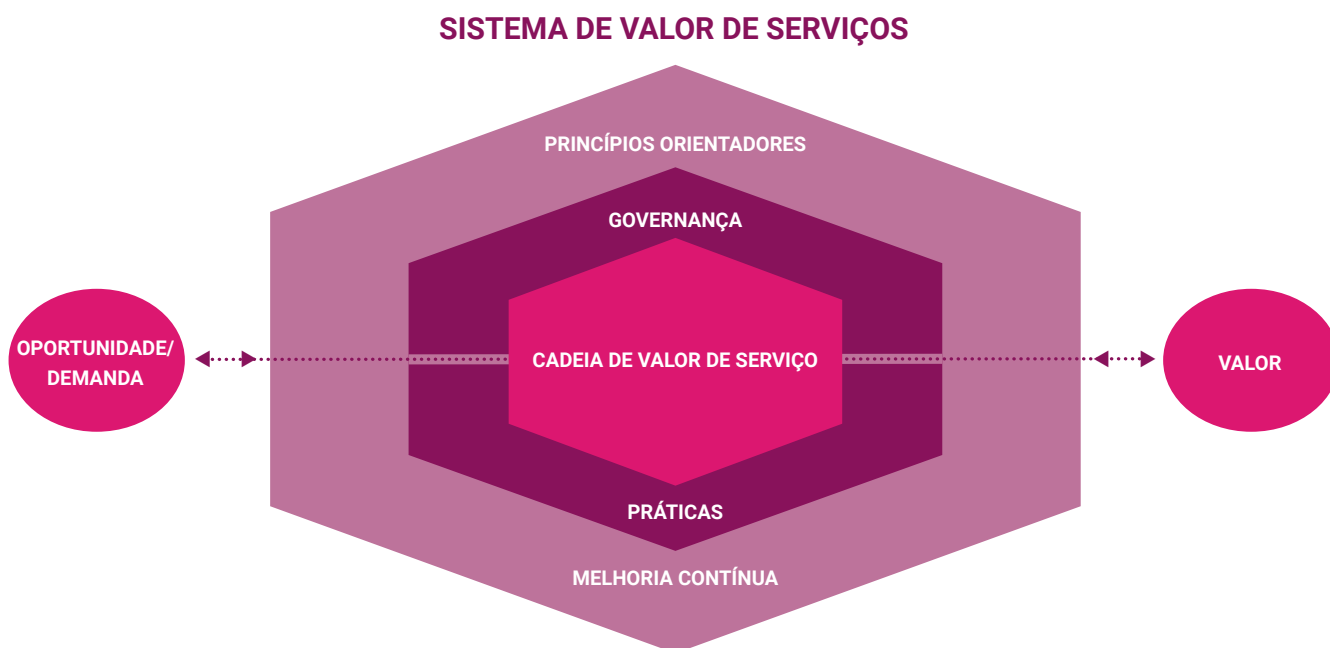 SISTEMA DE VALOR DE SERVIÇOS
PRINCÍPIOS ORIENTADORES
GOVERNANÇA
OPORTUNIDADE/
DEMANDA
CADEIA DE VALOR DE SERVIÇO
VALOR
PRÁTICAS
MELHORIA CONTÍNUA